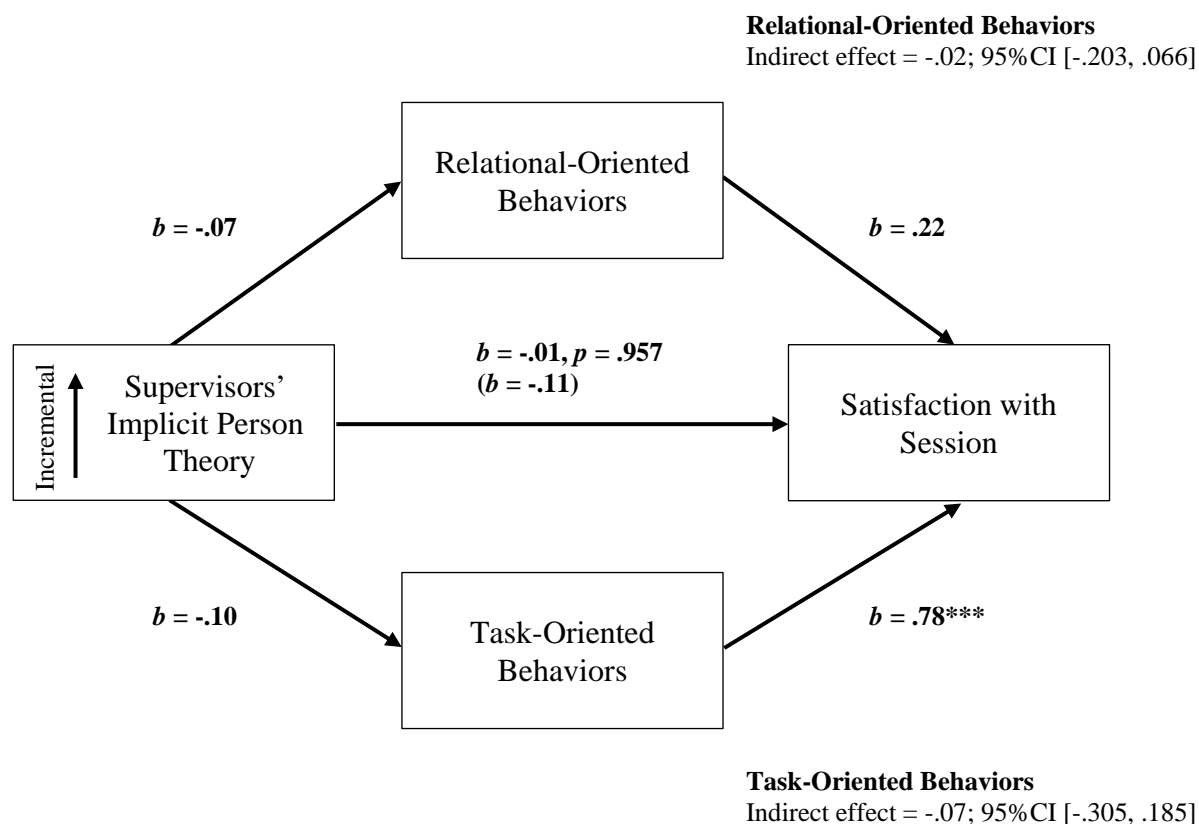 Relational-Oriented Behaviors
Indirect effect = -.02; 95%CI [-.203, .066]
Relational-Oriented
Behaviors
b = -.07
b = .22
b = -.01, p = .957
(b = -.11)
Incremental
Supervisors’
Implicit Person
Theory
Satisfaction with
Session
b = -.10
Task-Oriented
Behaviors
b = .78***
Task-Oriented Behaviors
Indirect effect = -.07; 95%CI [-.305, .185]